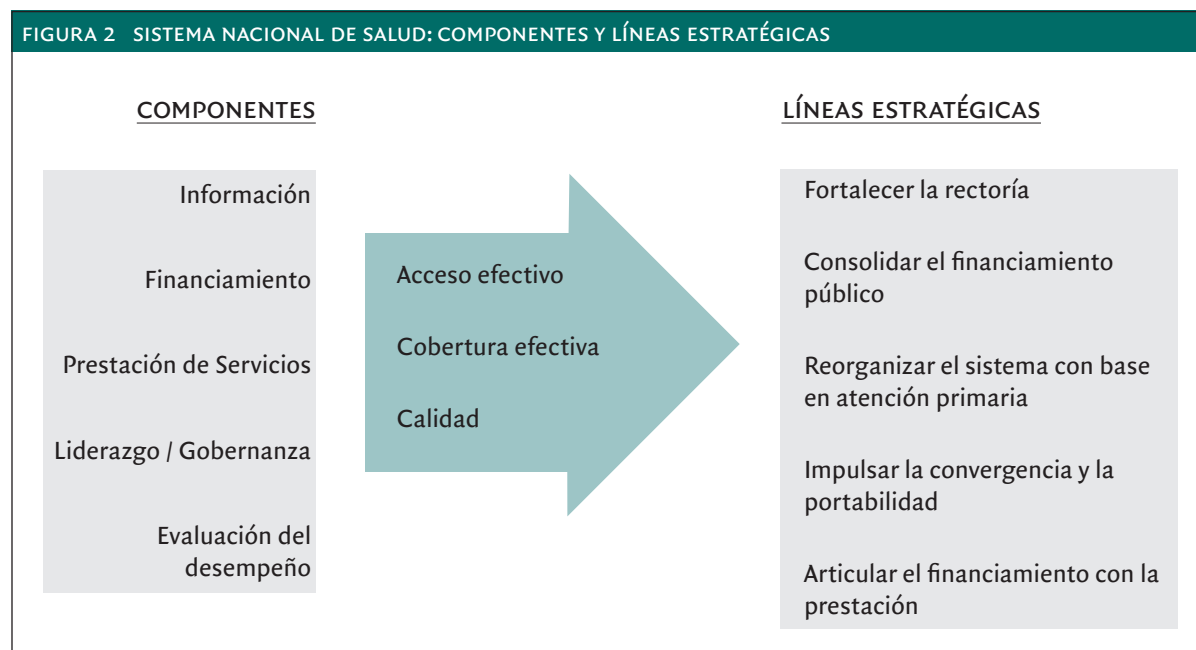 FIGURA 2 SISTEMA NACIONAL DE SALUD: COMPONENTES Y LÍNEAS ESTRATÉGICAS
COMPONENTES
Información
Financiamiento
Prestación de Servicios
Liderazgo / Gobernanza
Evaluación del
desempeño
Acceso efectivo
Cobertura efectiva
Calidad
LÍNEAS ESTRATÉGICAS
Fortalecer la rectoría
Consolidar el financiamiento
público
Reorganizar el sistema con base
en atención primaria
Impulsar la convergencia y la
portabilidad
Articular el financiamiento con la
prestación